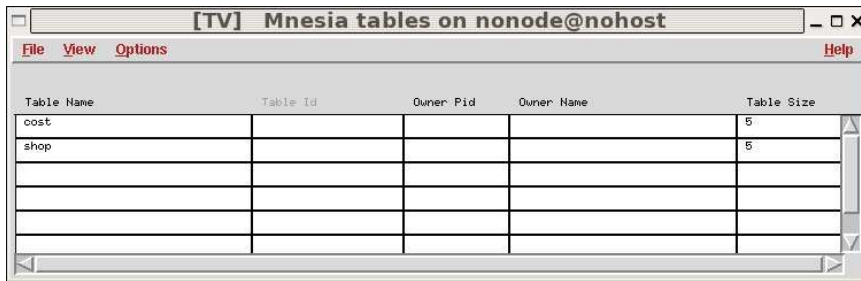 [TV] Mnesia tables on nonode@nohost
File View Options Help
Table Name Table Id Owner Pid Owner Name Table Size
cost 5
shop 5